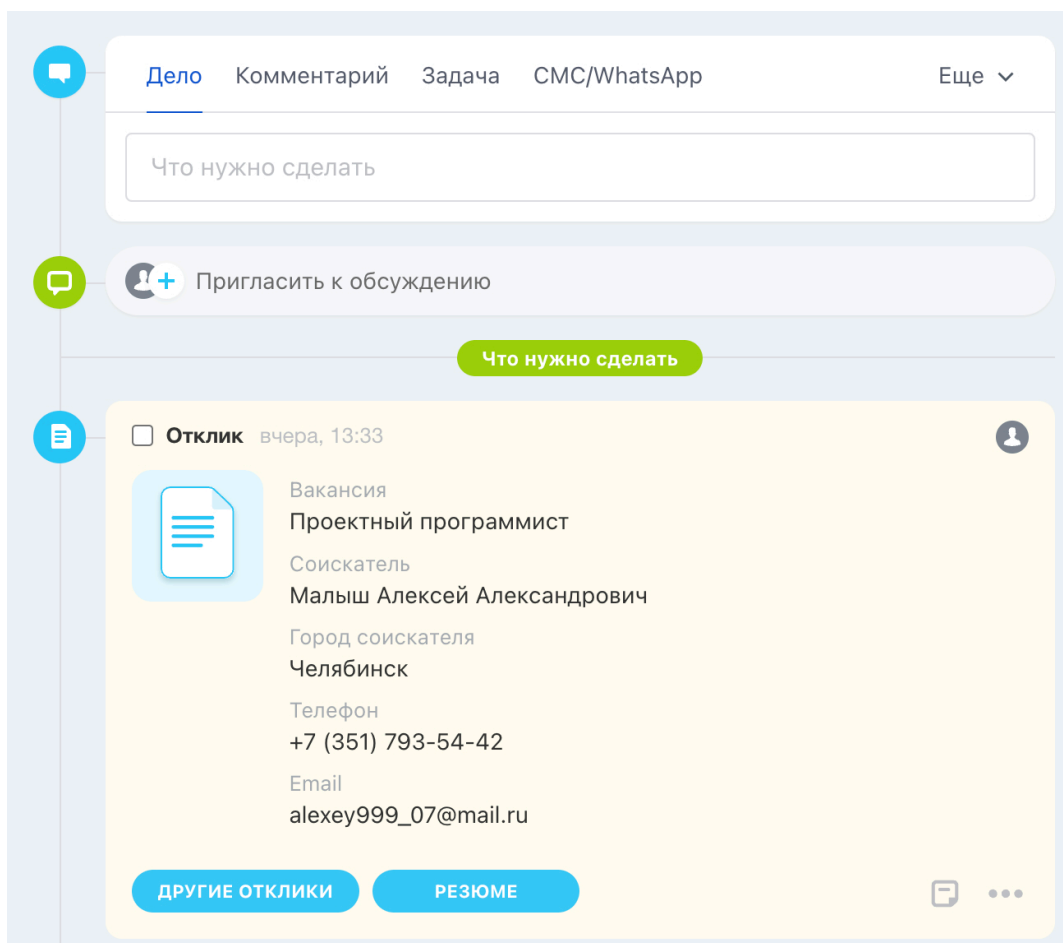 Дело Комментарий Задача СМС/WhatsApp Еще
Что нужно сделать
Пригласить к обсуждению
Что нужно сделать
Отклик вчера, 13:33
Вакансия
Проектный программист
Соискатель
Малыш Алексей Александрович
Город соискателя
Челябинск
Телефон
+7 (351) 793-54-42
Email
alexey999_07@mail.ru
ДРУГИЕ ОТКЛИКИ РЕЗЮМЕ